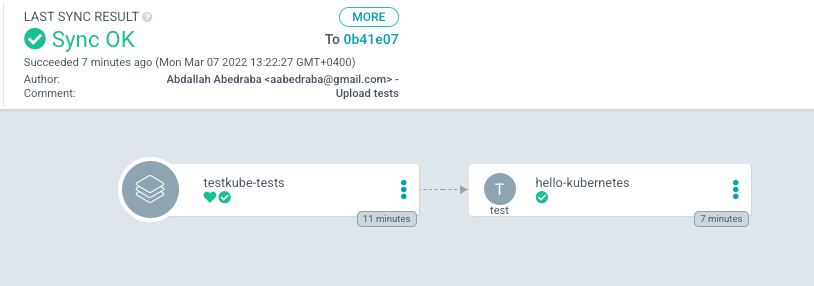 LAST SYNC RESULT ?
MORE
Sync OK
To 0b41e07
Succeeded 7 minutes ago (Mon Mar 07 2022 13:22:27 GMT+0400)
Author: Abdallah Abedraba <aabedraba@gmail.com> -
Comment: Upload tests
testkube-tests
11 minutes
T
test
hello-kubernetes
7 minutes